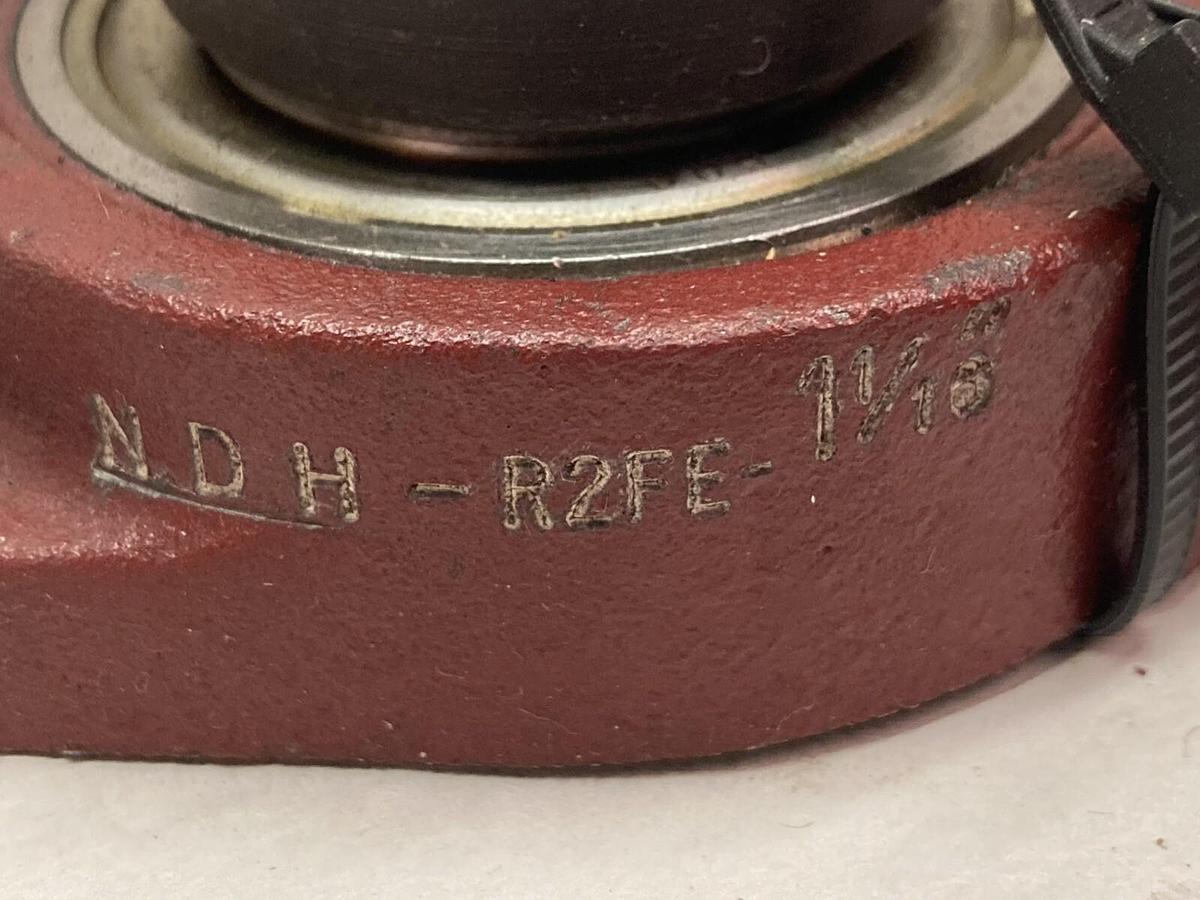 NDH - R2FE - 1 1/16"